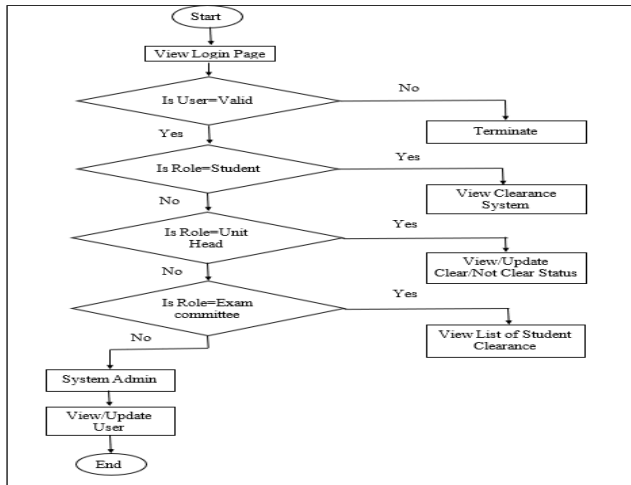 Start
View Login Page
Is User=Valid
No
Terminate
Yes
Is Role=Student
Yes
View Clearance
System
No
Is Role=Unit
Head
Yes
View/Update
Clear/Not Clear Status
No
Is Role=Exam
committee
Yes
View List of Student
Clearance
No
System Admin
View/Update
User
End